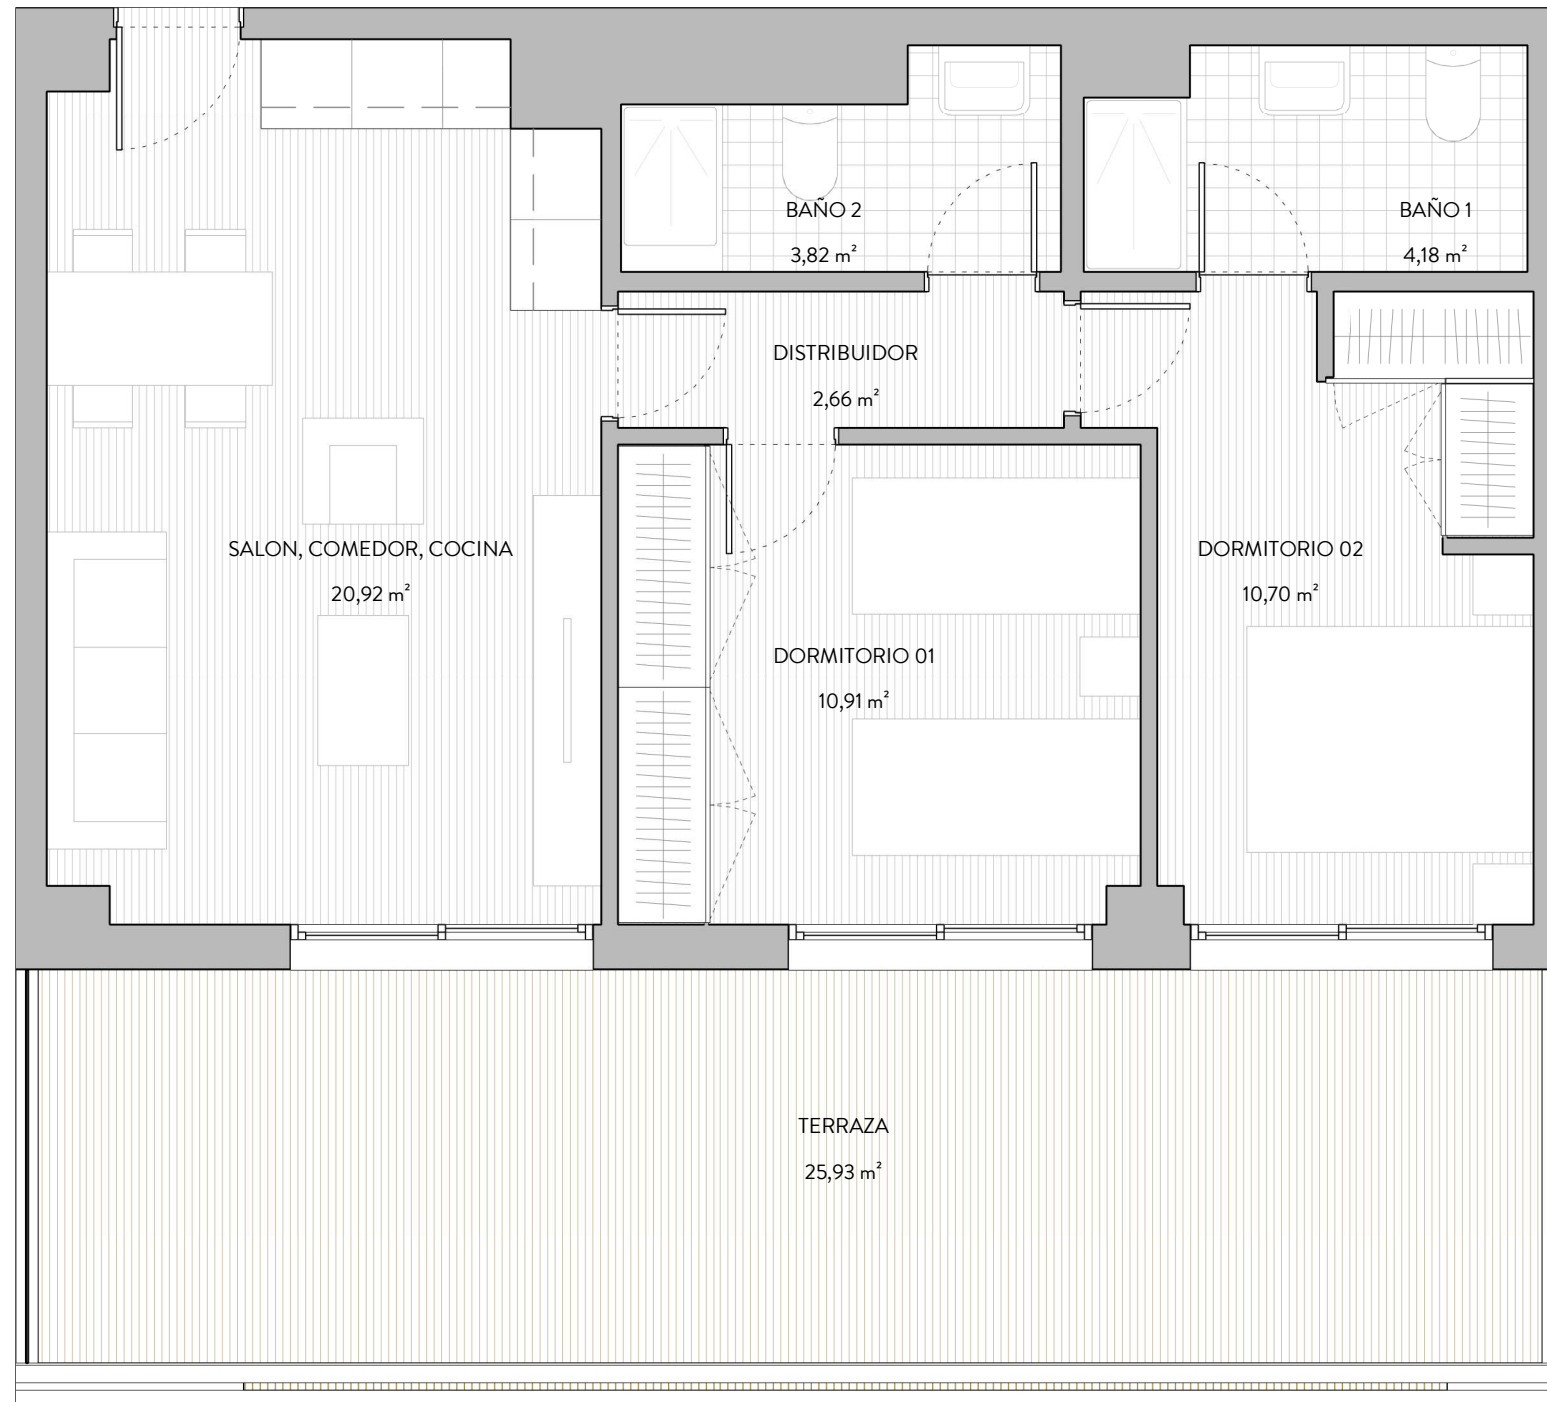 BAÑO 2
3,82 m²
BAÑO 1
4,18 m²
DISTRIBUIDOR
2,66 m²
SALON, COMEDOR, COCINA
20,92 m²
DORMITORIO 02
10,70 m²
DORMITORIO 01
10,91 m²
TERRAZA
25,93 m²